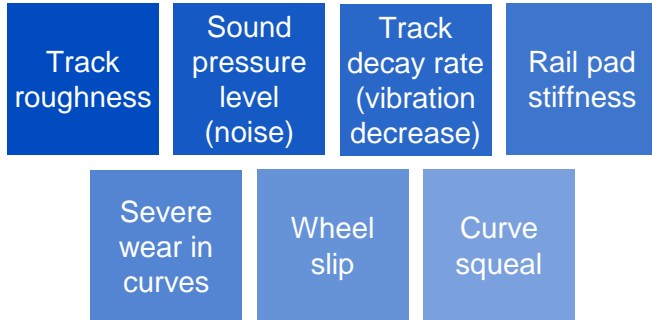 Track
roughness
Sound
pressure
level
(noise)
Track
decay rate
(vibration
decrease)
Rail pad
stiffness
Severe
wear in
curves
Wheel
slip
Curve
squeal